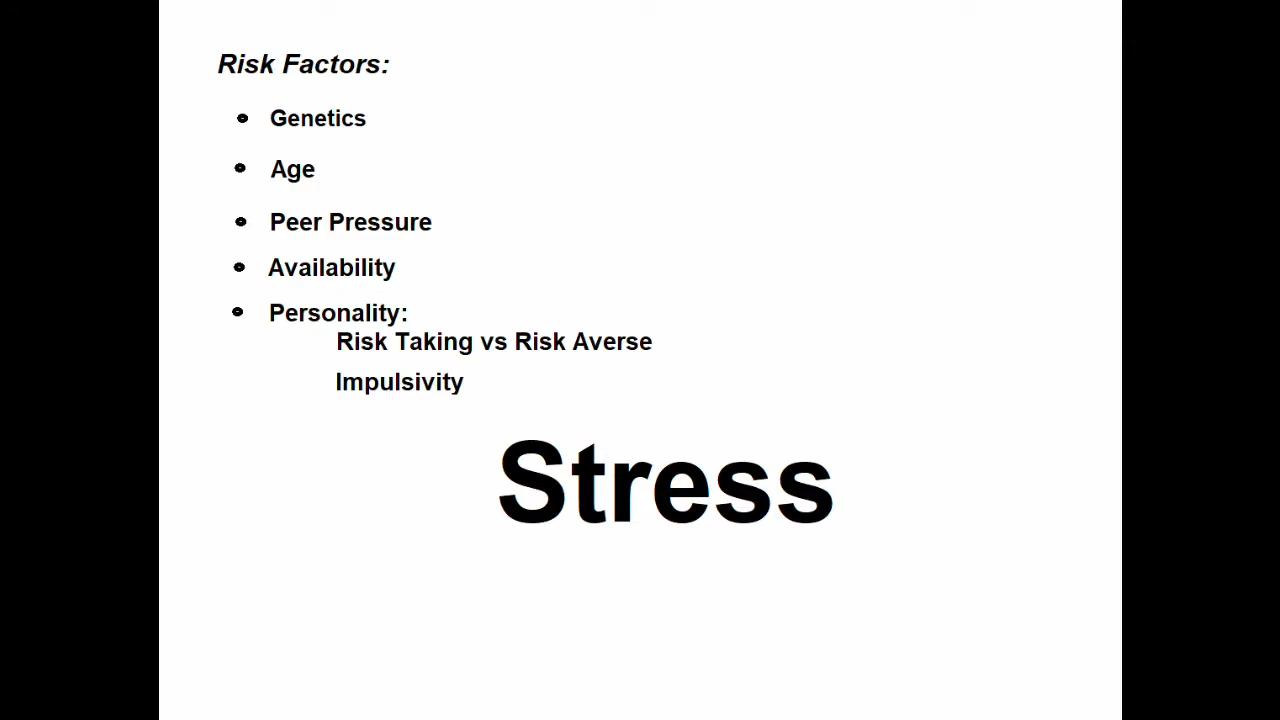 Risk Factors:
• Genetics
• Age
• Peer Pressure
• Availability
• Personality:
Risk Taking vs Risk Averse
Impulsivity
Stress